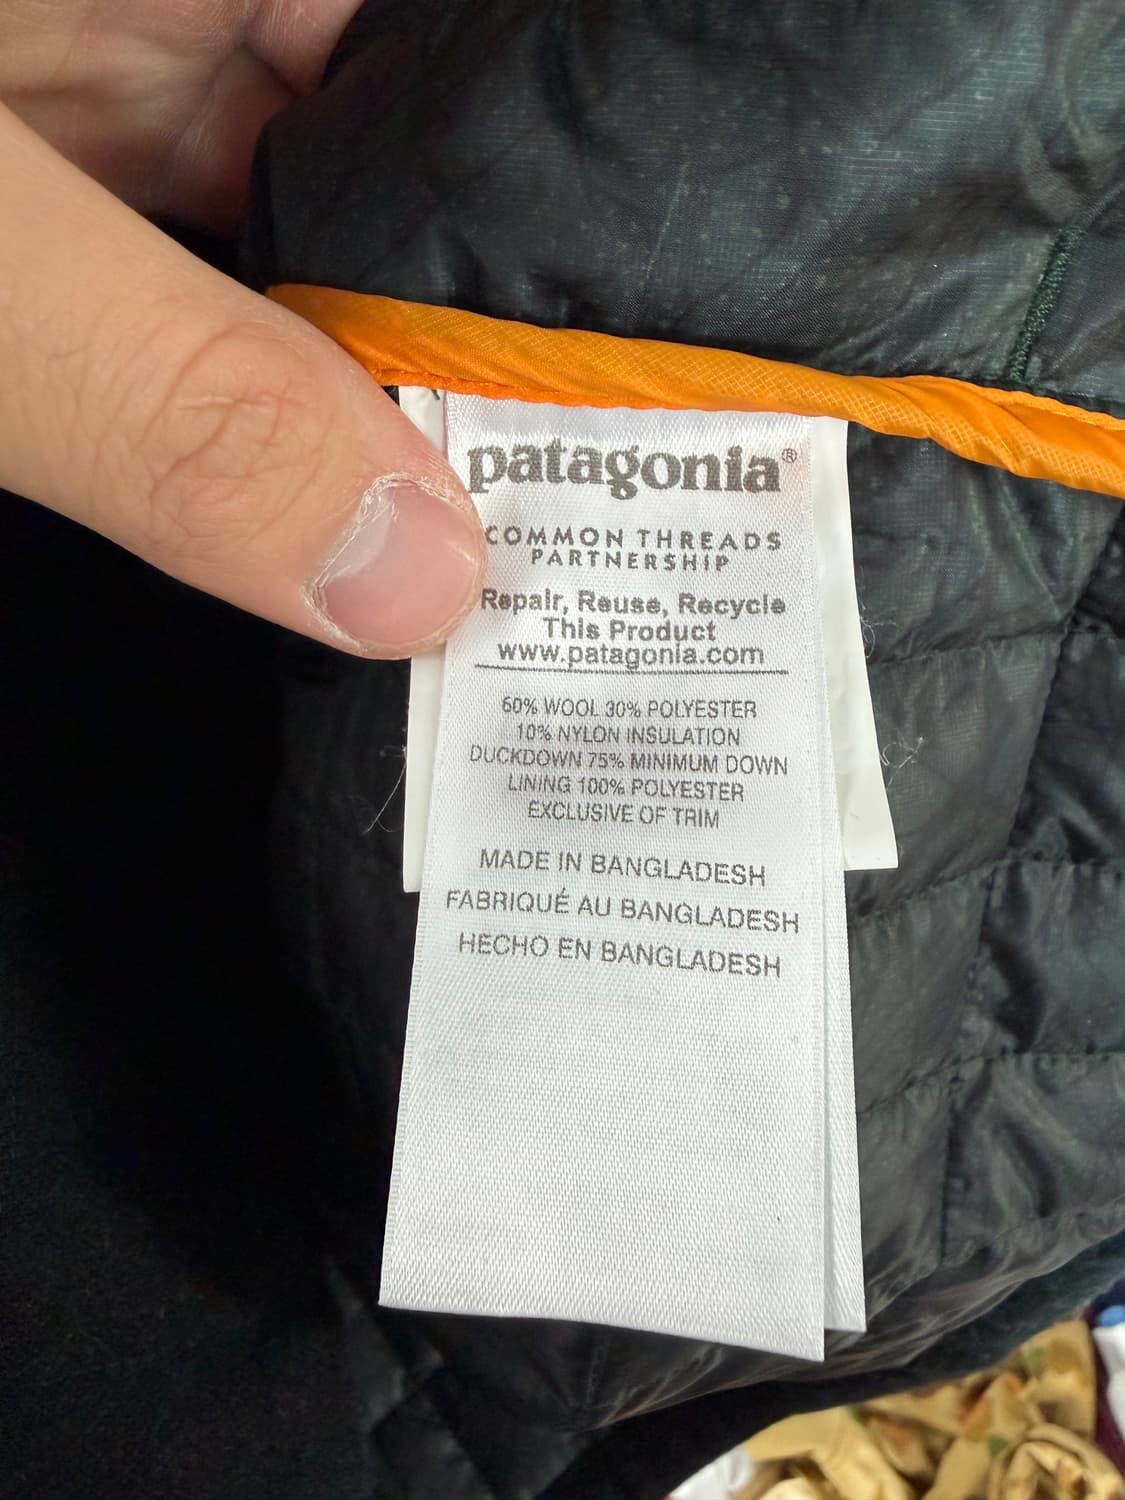 patagonia®
COMMON THREADS
PARTNERSHIP
Repair, Reuse, Recycle
This Product
www.patagonia.com
60% WOOL 30% POLYESTER
10% NYLON INSULATION
DUCKDOWN 75% MINIMUM DOWN
LINING 100% POLYESTER
EXCLUSIVE OF TRIM
MADE IN BANGLADESH
FABRIQUÉ AU BANGLADESH
HECHO EN BANGLADESH